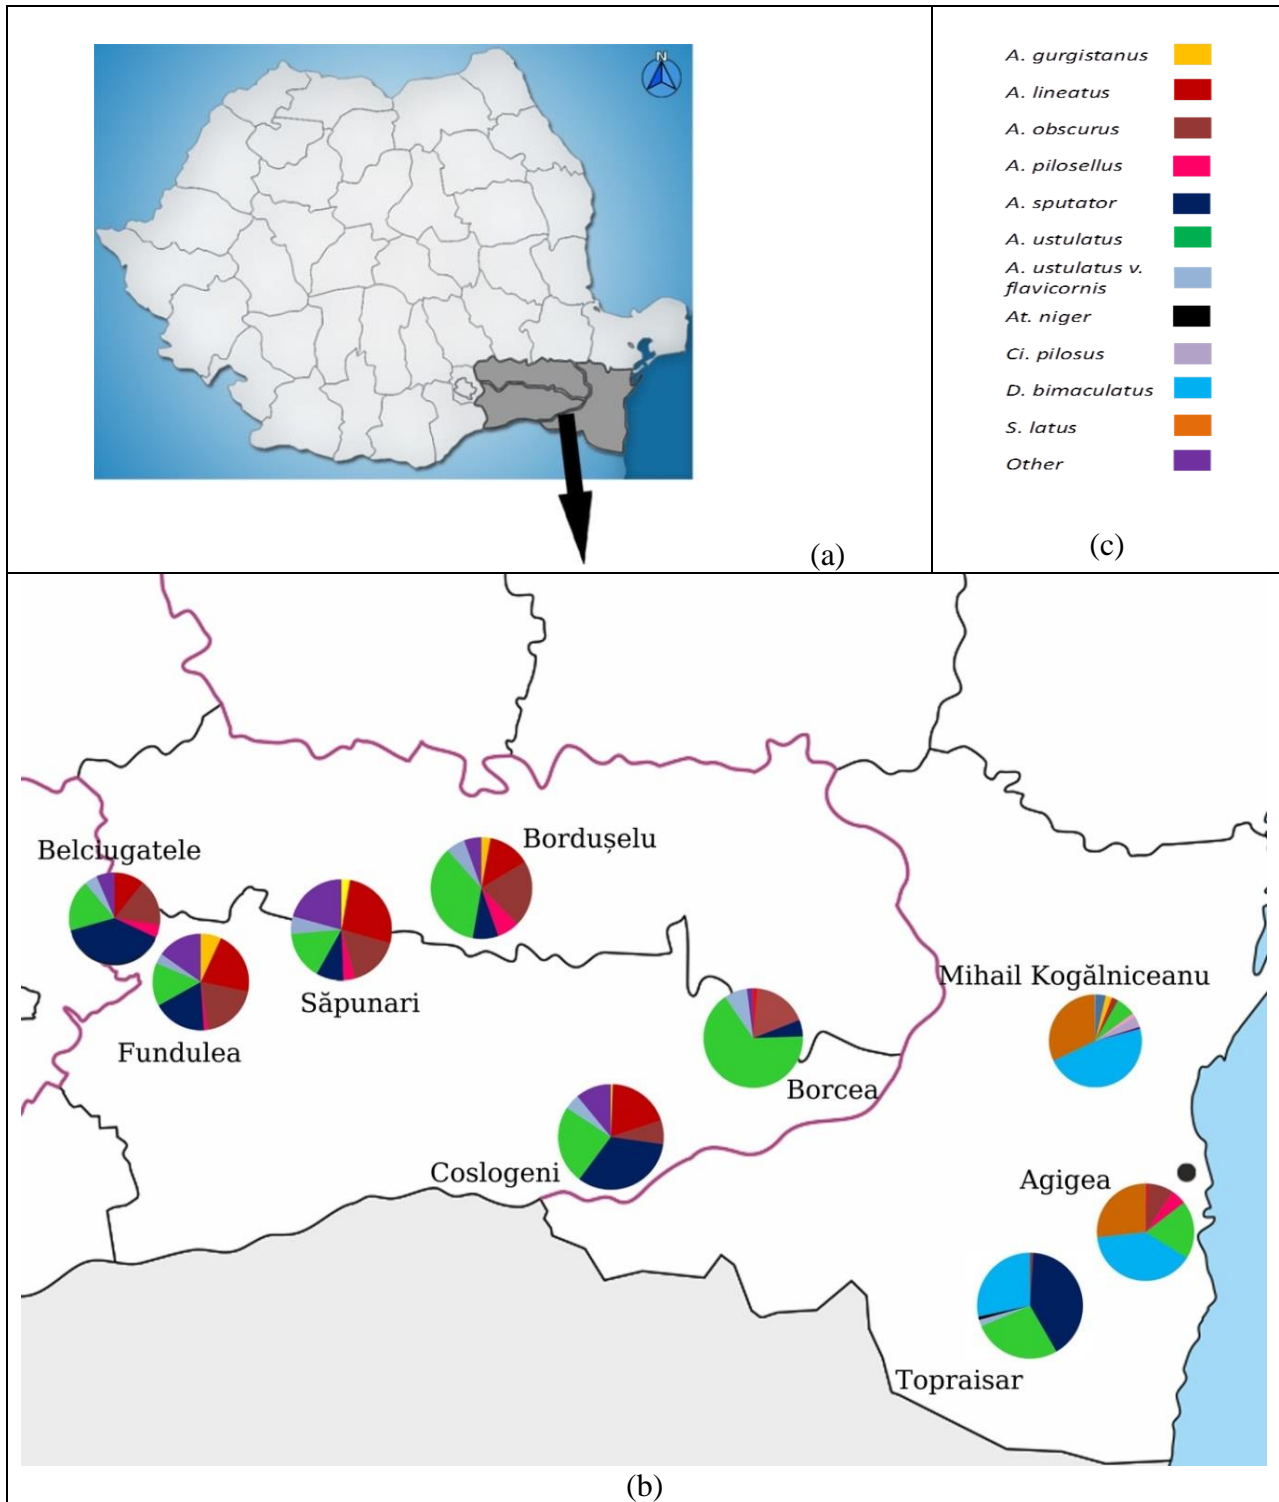 N
(a)
A. gurgistanus
A. lineatus
A. obscurus
A. pilosellus
A. sputator
A. ustulatus
A. ustulatus v.
flavicornis
At. niger
Ci. pilosus
D. bimaculatus
S. latus
Other
(c)
Bordușelu
Belciugatele
Săpunari
Fundulea
Mihail Kogălniceanu
Borcea
Coslogeni
Agigea
Topraisar
(b)